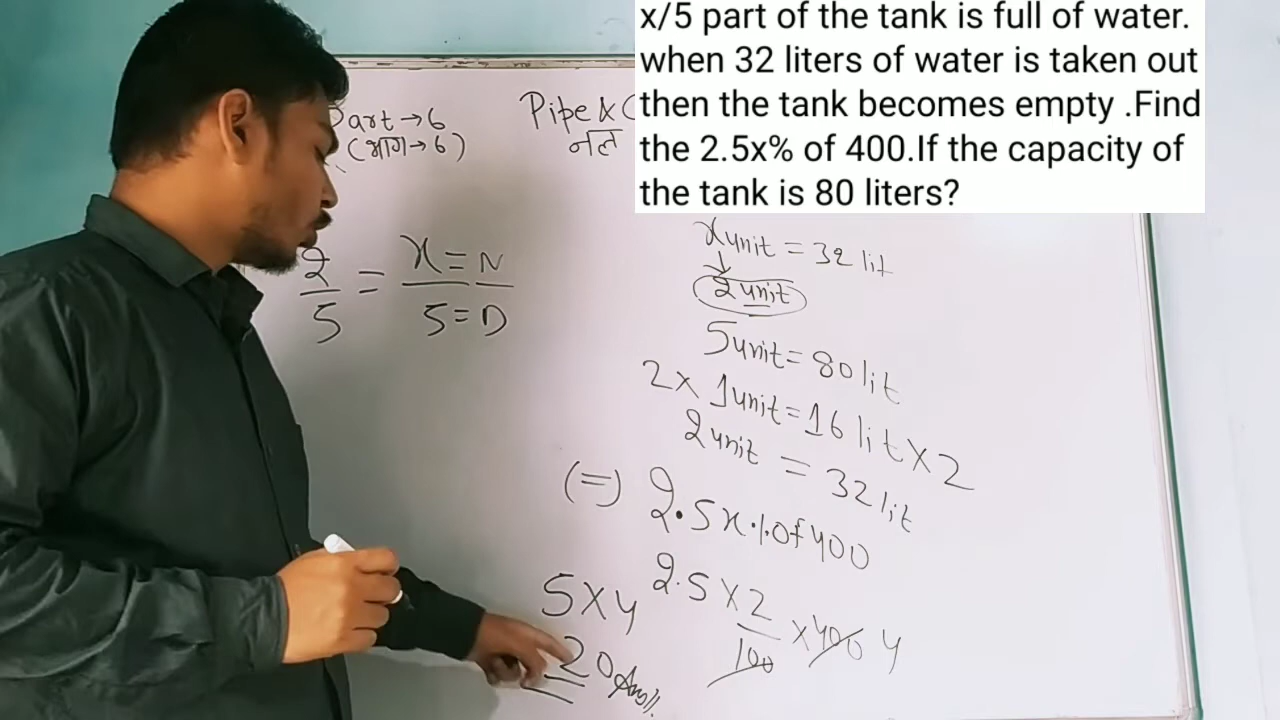 x/5 part of the tank is full of water.
when 32 liters of water is taken out
then the tank becomes empty .Find
the 2.5x% of 400.If the capacity of
the tank is 80 liters?
Part → 6
(भाग → 6)
Pipe &
नल
2/5 = x = N / 5 = D
x unit = 32 lit
2 unit
5 unit = 80 lit
2 × 1 unit = 16 lit × 2
2 unit = 32 lit
(=) 2.5x % of 400
2.5 × 2 / 100 × 400 4
5 × 4
20 Ans//.